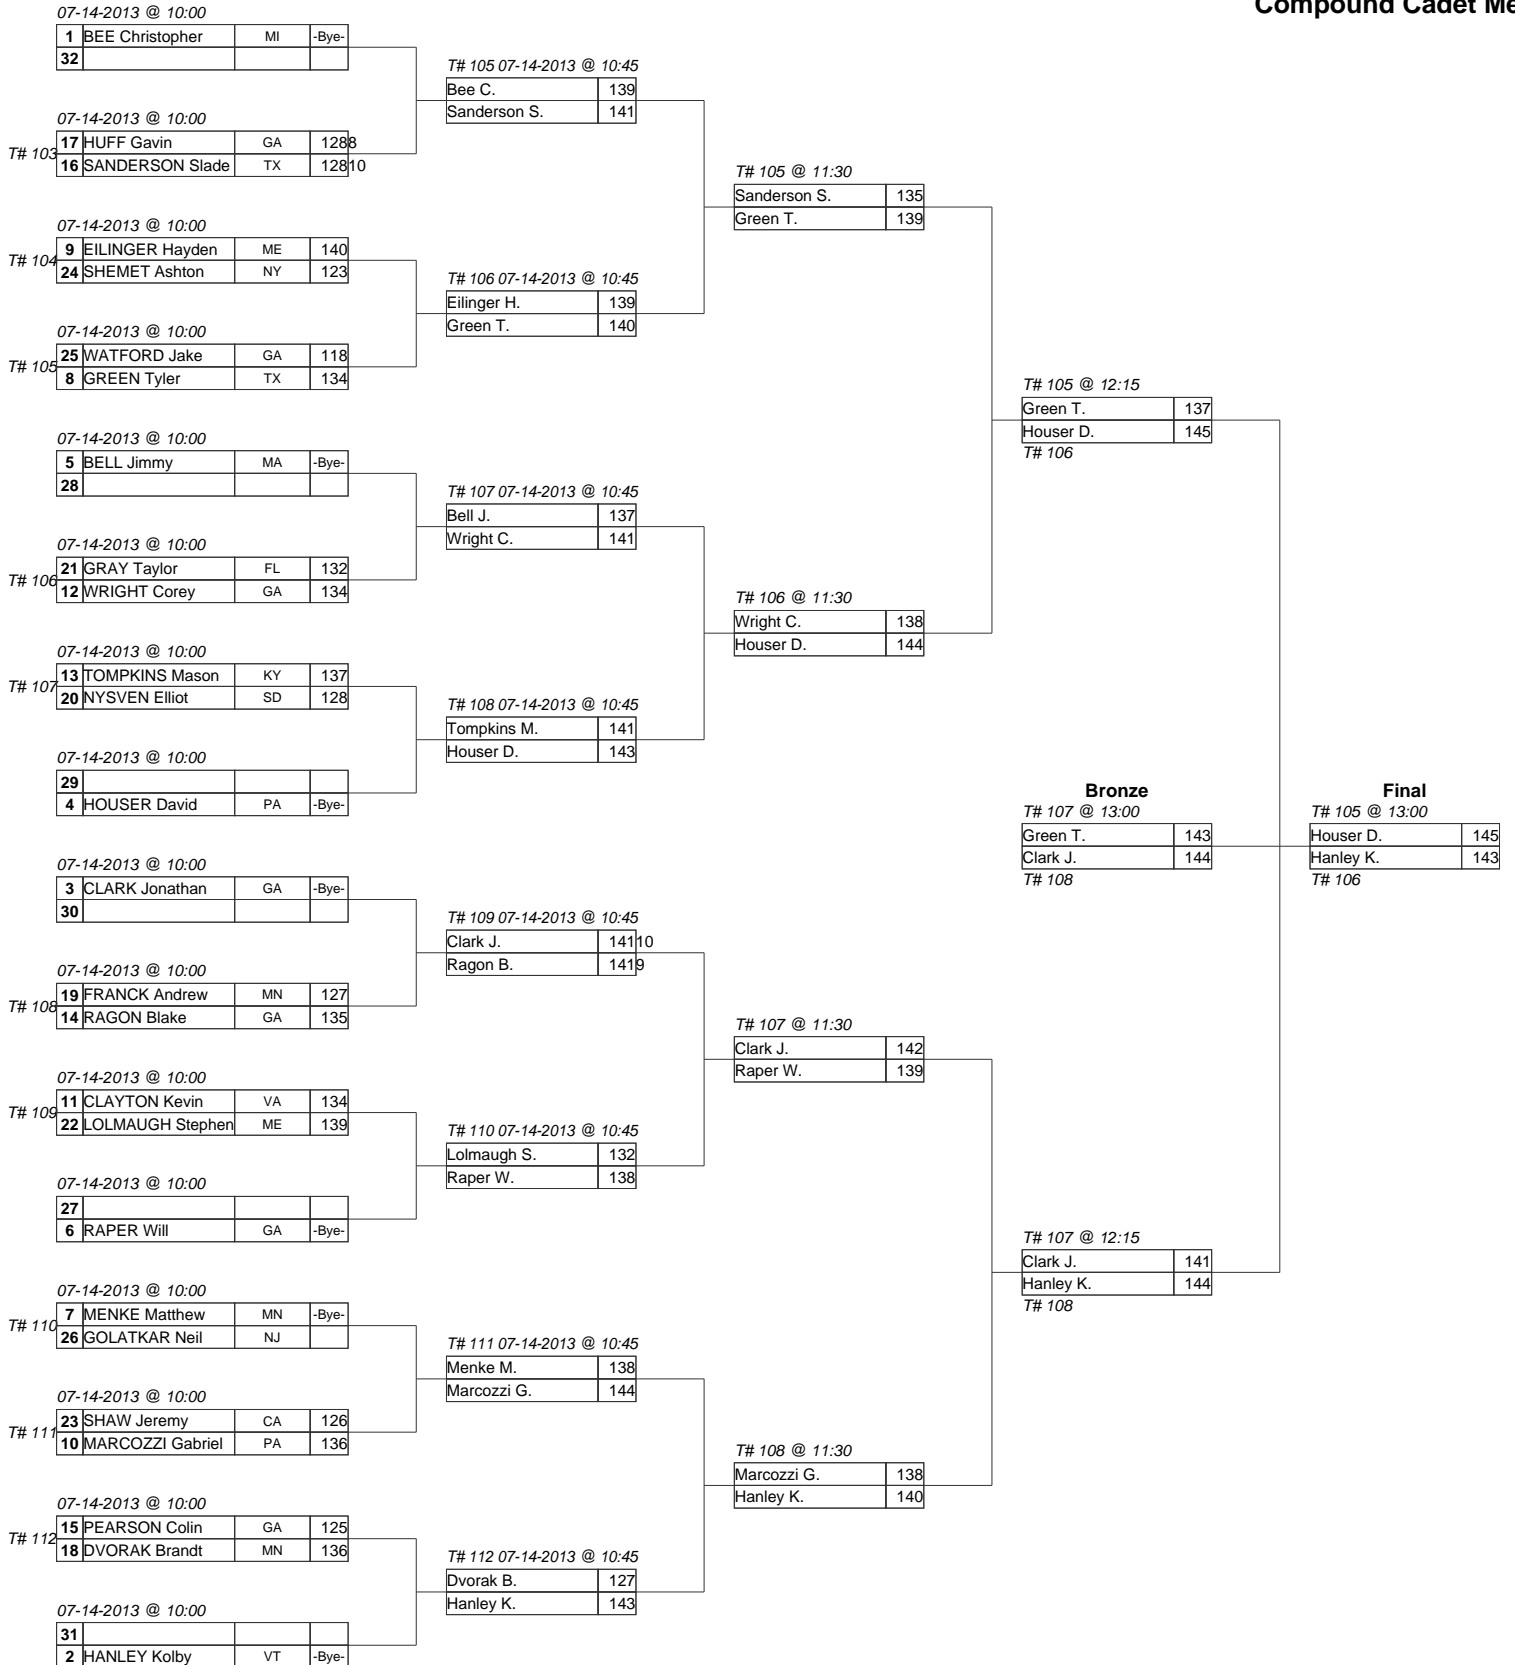 Compound Cadet Me
07-14-2013 @ 10:00
1 BEE Christopher MI -Bye-
32
07-14-2013 @ 10:00
T# 103
17 HUFF Gavin GA 128 8
16 SANDERSON Slade TX 128 10
07-14-2013 @ 10:00
T# 104
9 EILINGER Hayden ME 140
24 SHEMET Ashton NY 123
07-14-2013 @ 10:00
T# 105
25 WATFORD Jake GA 118
8 GREEN Tyler TX 134
07-14-2013 @ 10:00
5 BELL Jimmy MA -Bye-
28
07-14-2013 @ 10:00
T# 106
21 GRAY Taylor FL 132
12 WRIGHT Corey GA 134
07-14-2013 @ 10:00
T# 107
13 TOMPKINS Mason KY 137
20 NYSVEN Elliot SD 128
07-14-2013 @ 10:00
29
4 HOUSER David PA -Bye-
07-14-2013 @ 10:00
3 CLARK Jonathan GA -Bye-
30
07-14-2013 @ 10:00
T# 108
19 FRANCK Andrew MN 127
14 RAGON Blake GA 135
07-14-2013 @ 10:00
T# 109
11 CLAYTON Kevin VA 134
22 LOLMAUGH Stephen ME 139
07-14-2013 @ 10:00
27
6 RAPER Will GA -Bye-
07-14-2013 @ 10:00
T# 110
7 MENKE Matthew MN -Bye-
26 GOLATKAR Neil NJ
07-14-2013 @ 10:00
T# 111
23 SHAW Jeremy CA 126
10 MARCOZZI Gabriel PA 136
07-14-2013 @ 10:00
T# 112
15 PEARSON Colin GA 125
18 DVORAK Brandt MN 136
07-14-2013 @ 10:00
31
2 HANLEY Kolby VT -Bye-
T# 105 07-14-2013 @ 10:45
Bee C. 139
Sanderson S. 141
T# 106 07-14-2013 @ 10:45
Eilinger H. 139
Green T. 140
T# 107 07-14-2013 @ 10:45
Bell J. 137
Wright C. 141
T# 108 07-14-2013 @ 10:45
Tompkins M. 141
Houser D. 143
T# 109 07-14-2013 @ 10:45
Clark J. 141 10
Ragon B. 141 9
T# 110 07-14-2013 @ 10:45
Lolmaugh S. 132
Raper W. 138
T# 111 07-14-2013 @ 10:45
Menke M. 138
Marcozzi G. 144
T# 112 07-14-2013 @ 10:45
Dvorak B. 127
Hanley K. 143
T# 105 @ 11:30
Sanderson S. 135
Green T. 139
T# 106 @ 11:30
Wright C. 138
Houser D. 144
T# 107 @ 11:30
Clark J. 142
Raper W. 139
T# 108 @ 11:30
Marcozzi G. 138
Hanley K. 140
T# 105 @ 12:15
Green T. 137
Houser D. 145
T# 106
Bronze
T# 107 @ 13:00
Green T. 143
Clark J. 144
T# 108
T# 107 @ 12:15
Clark J. 141
Hanley K. 144
T# 108
Final
T# 105 @ 13:00
Houser D. 145
Hanley K. 143
T# 106